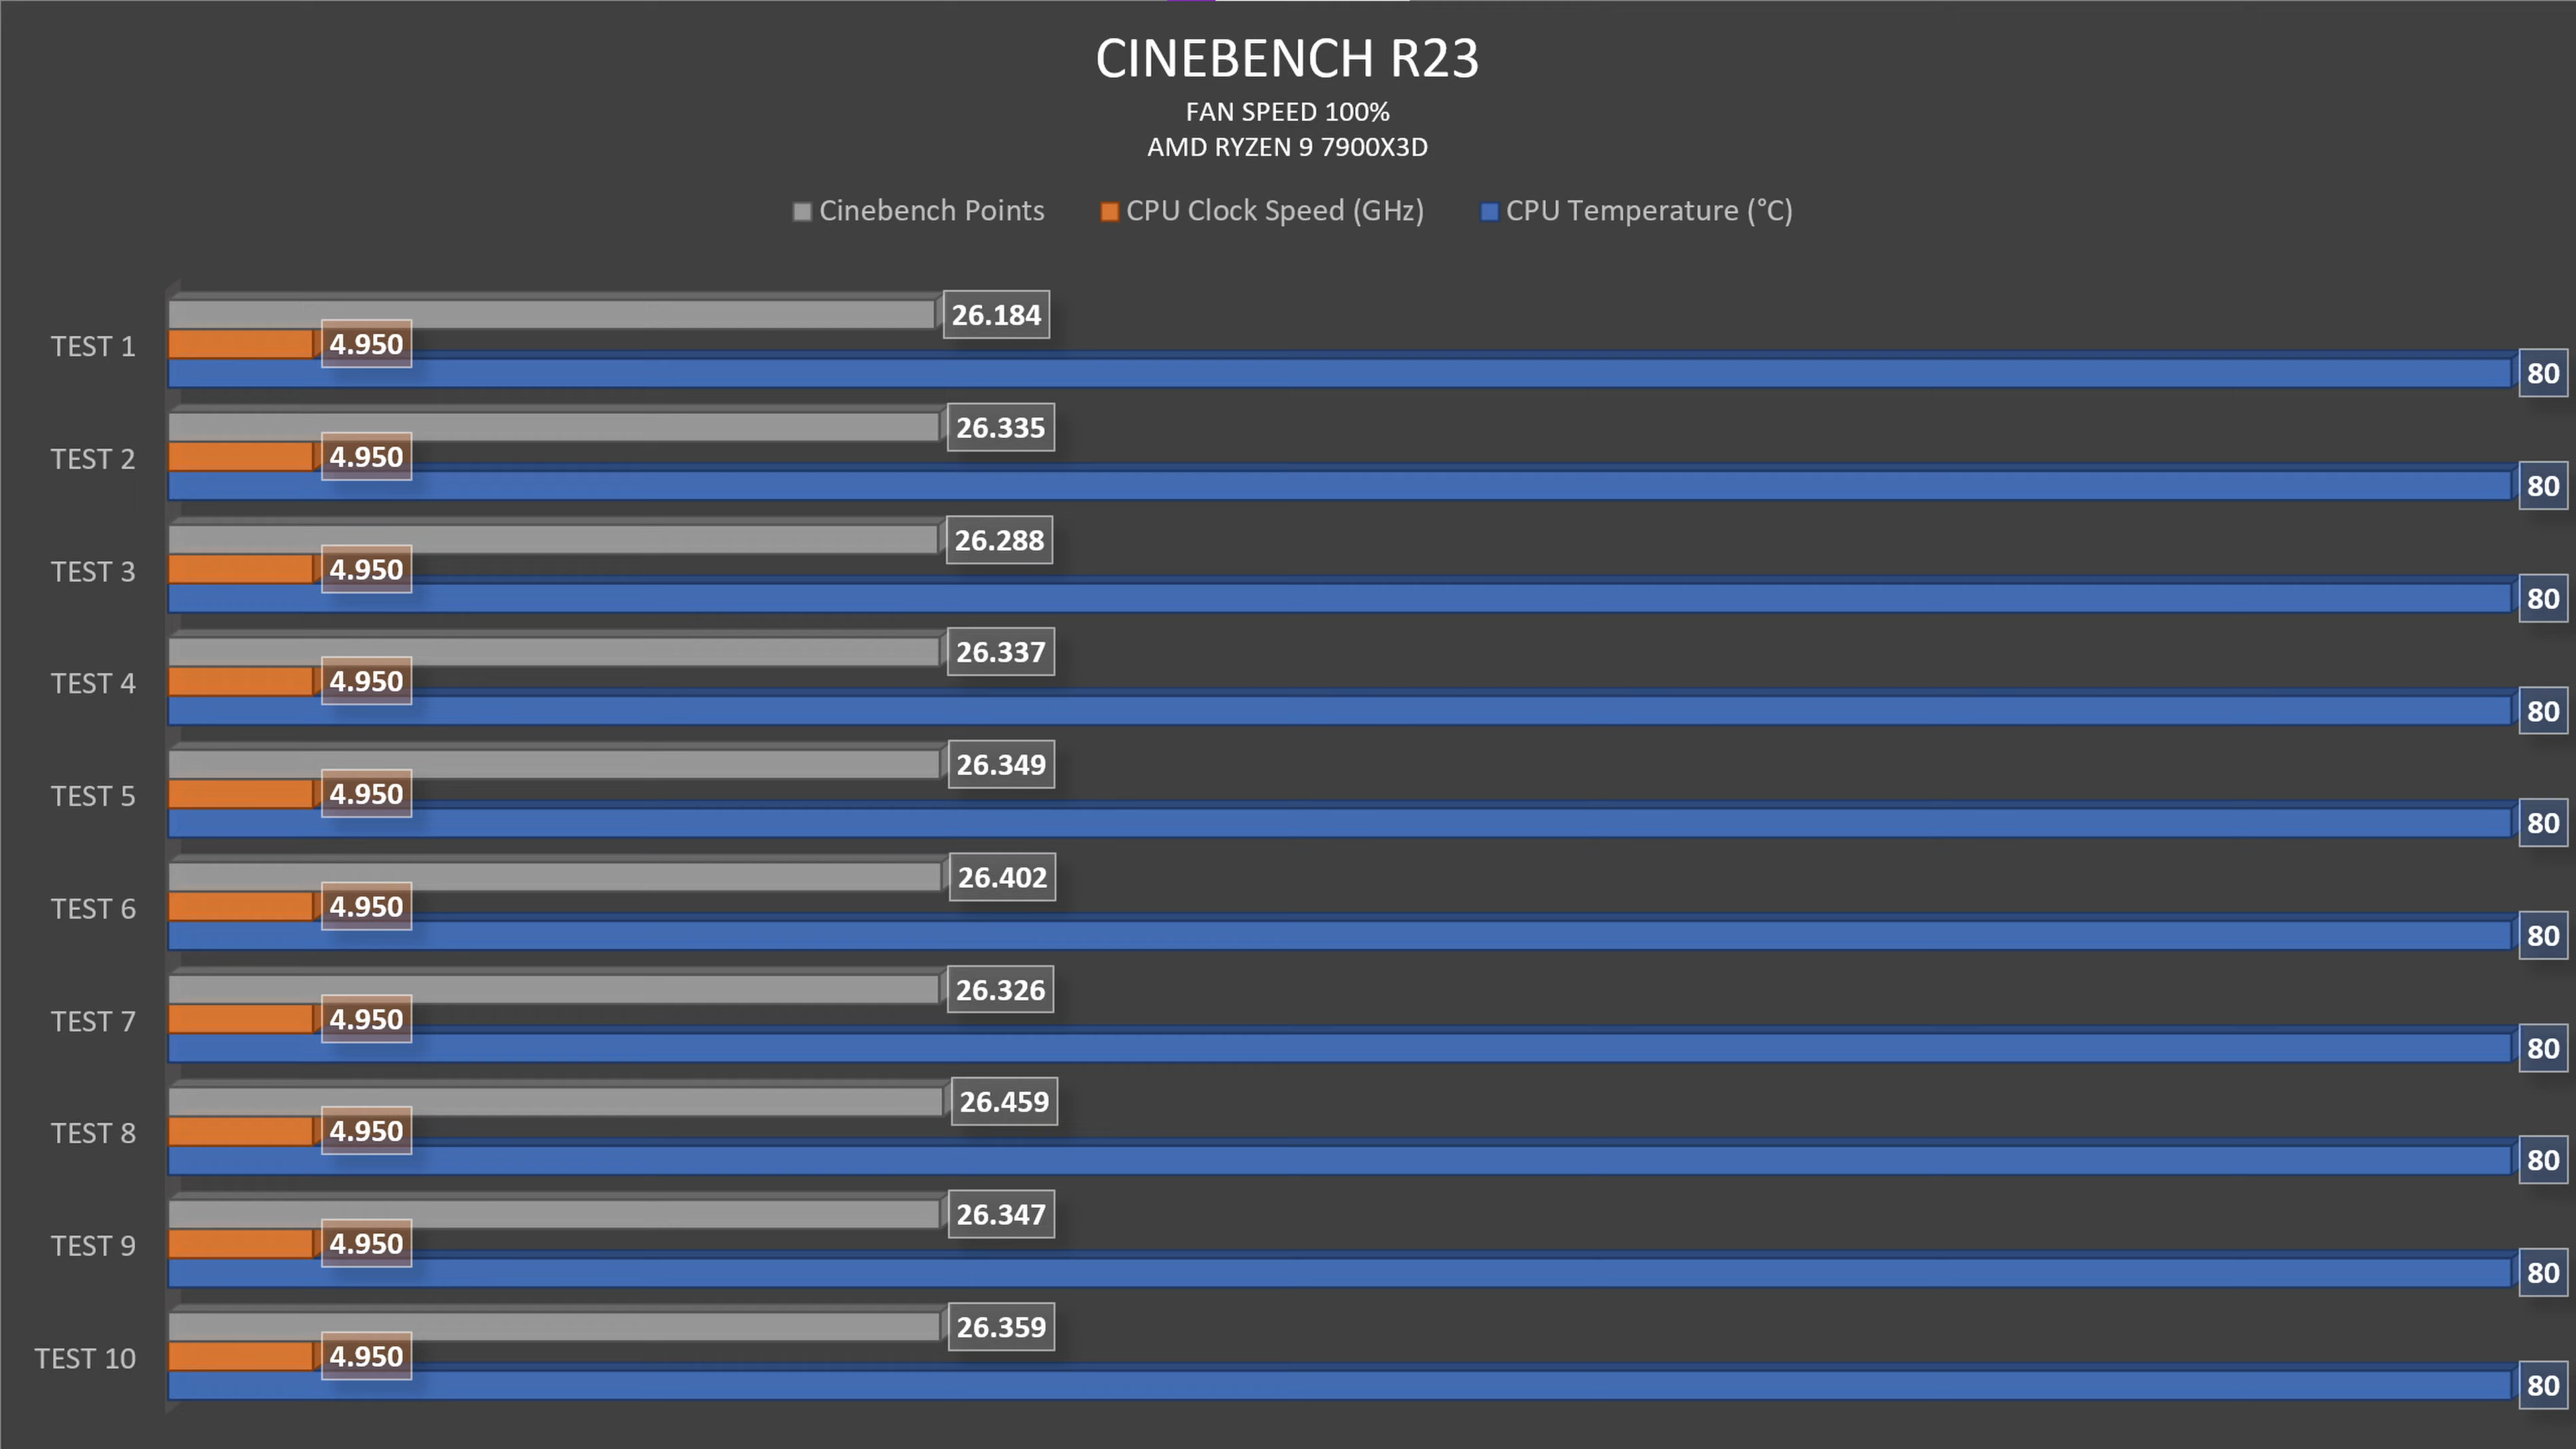 CINEBENCH R23
FAN SPEED 100%
AMD RYZEN 9 7900X3D
Cinebench Points CPU Clock Speed (GHz) CPU Temperature (°C)
26.184
TEST 1 4.950
80
26.335
TEST 2 4.950
80
26.288
TEST 3 4.950
80
26.337
TEST 4 4.950
80
26.349
TEST 5 4.950
80
26.402
TEST 6 4.950
80
26.326
TEST 7 4.950
80
26.459
TEST 8 4.950
80
26.347
TEST 9 4.950
80
26.359
TEST 10 4.950
80